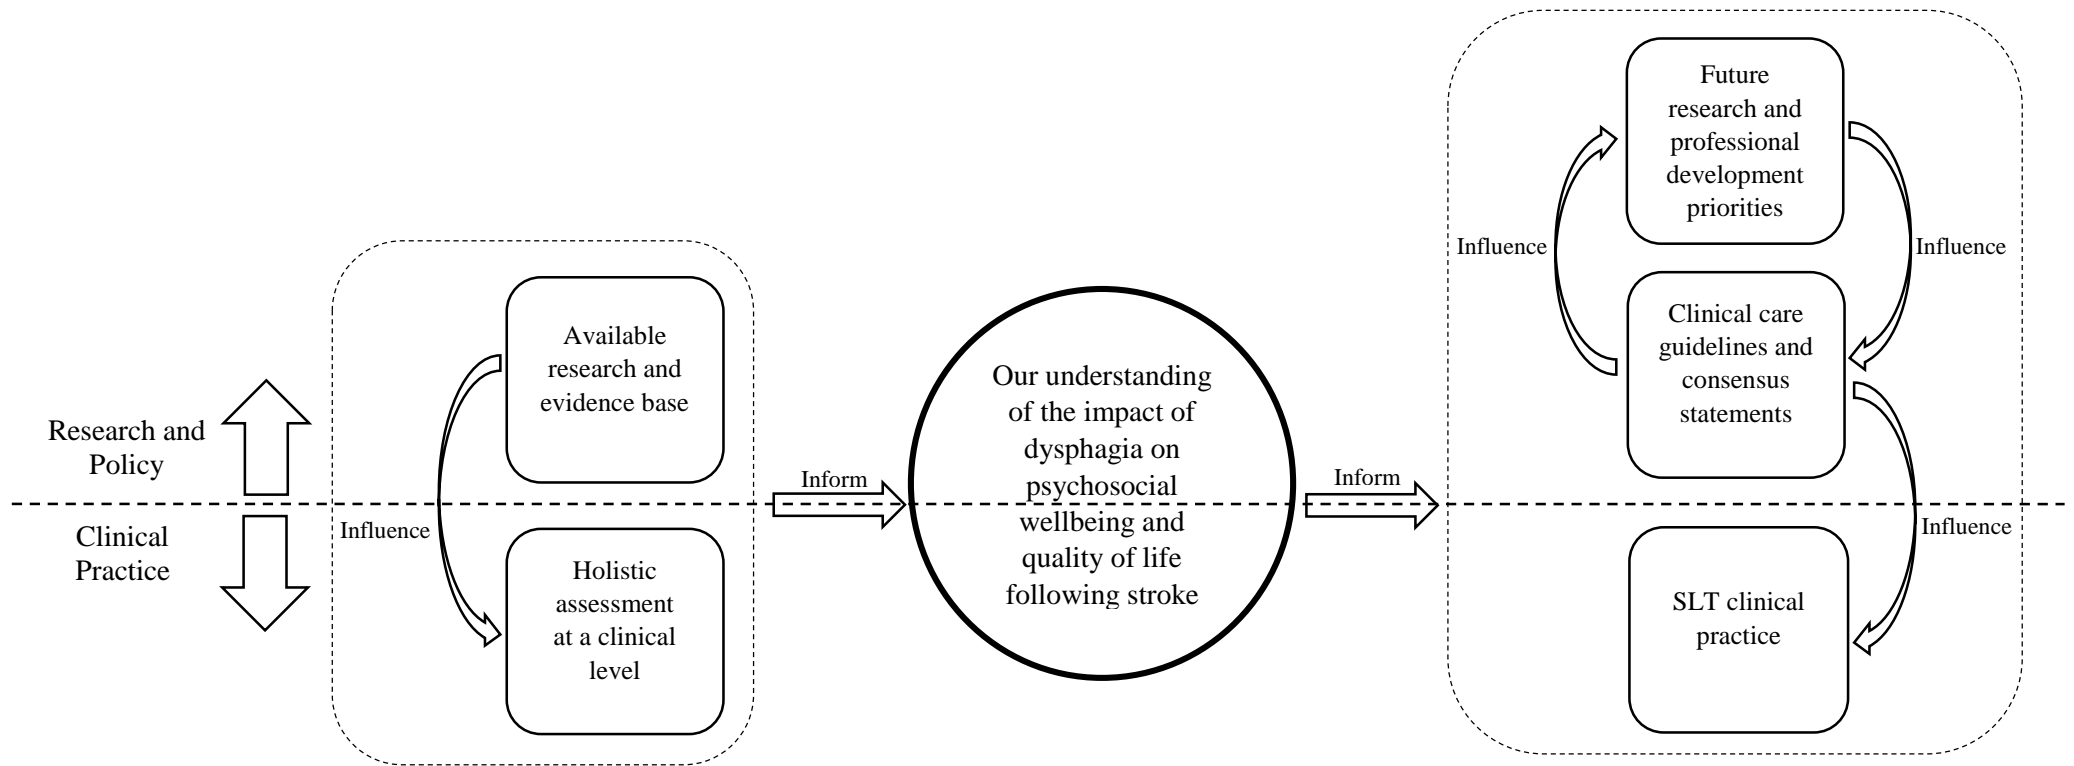 Research and
Policy
Clinical
Practice
Available
research and
evidence base
Influence
Holistic
assessment
at a clinical
level
Inform
Our understanding
of the impact of
dysphagia on
psychosocial
wellbeing and
quality of life
following stroke
Inform
Future
research and
professional
development
priorities
Influence
Influence
Clinical care
guidelines and
consensus
statements
Influence
SLT clinical
practice